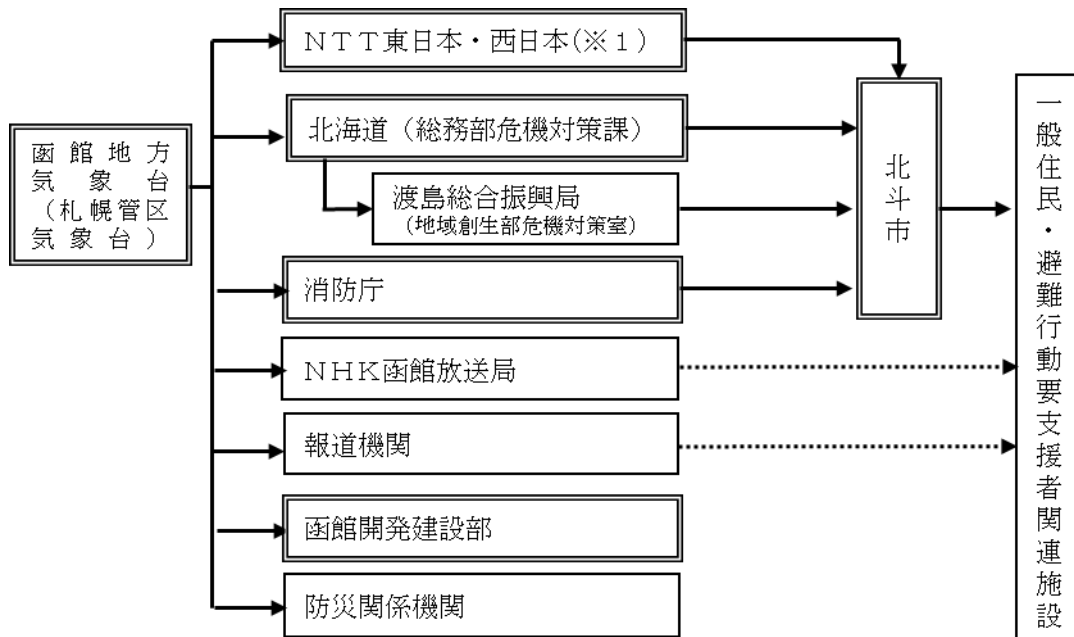 ＮＴＴ東日本・西日本(※１)
函館地方
気象台
（札幌管区
気象台）
北海道（総務部危機対策課）
渡島総合振興局
（地域創生部危機対策室）
消防庁
ＮＨＫ函館放送局
報道機関
函館開発建設部
防災関係機関
北斗市
一般住民・避難行動要支援者関連施設